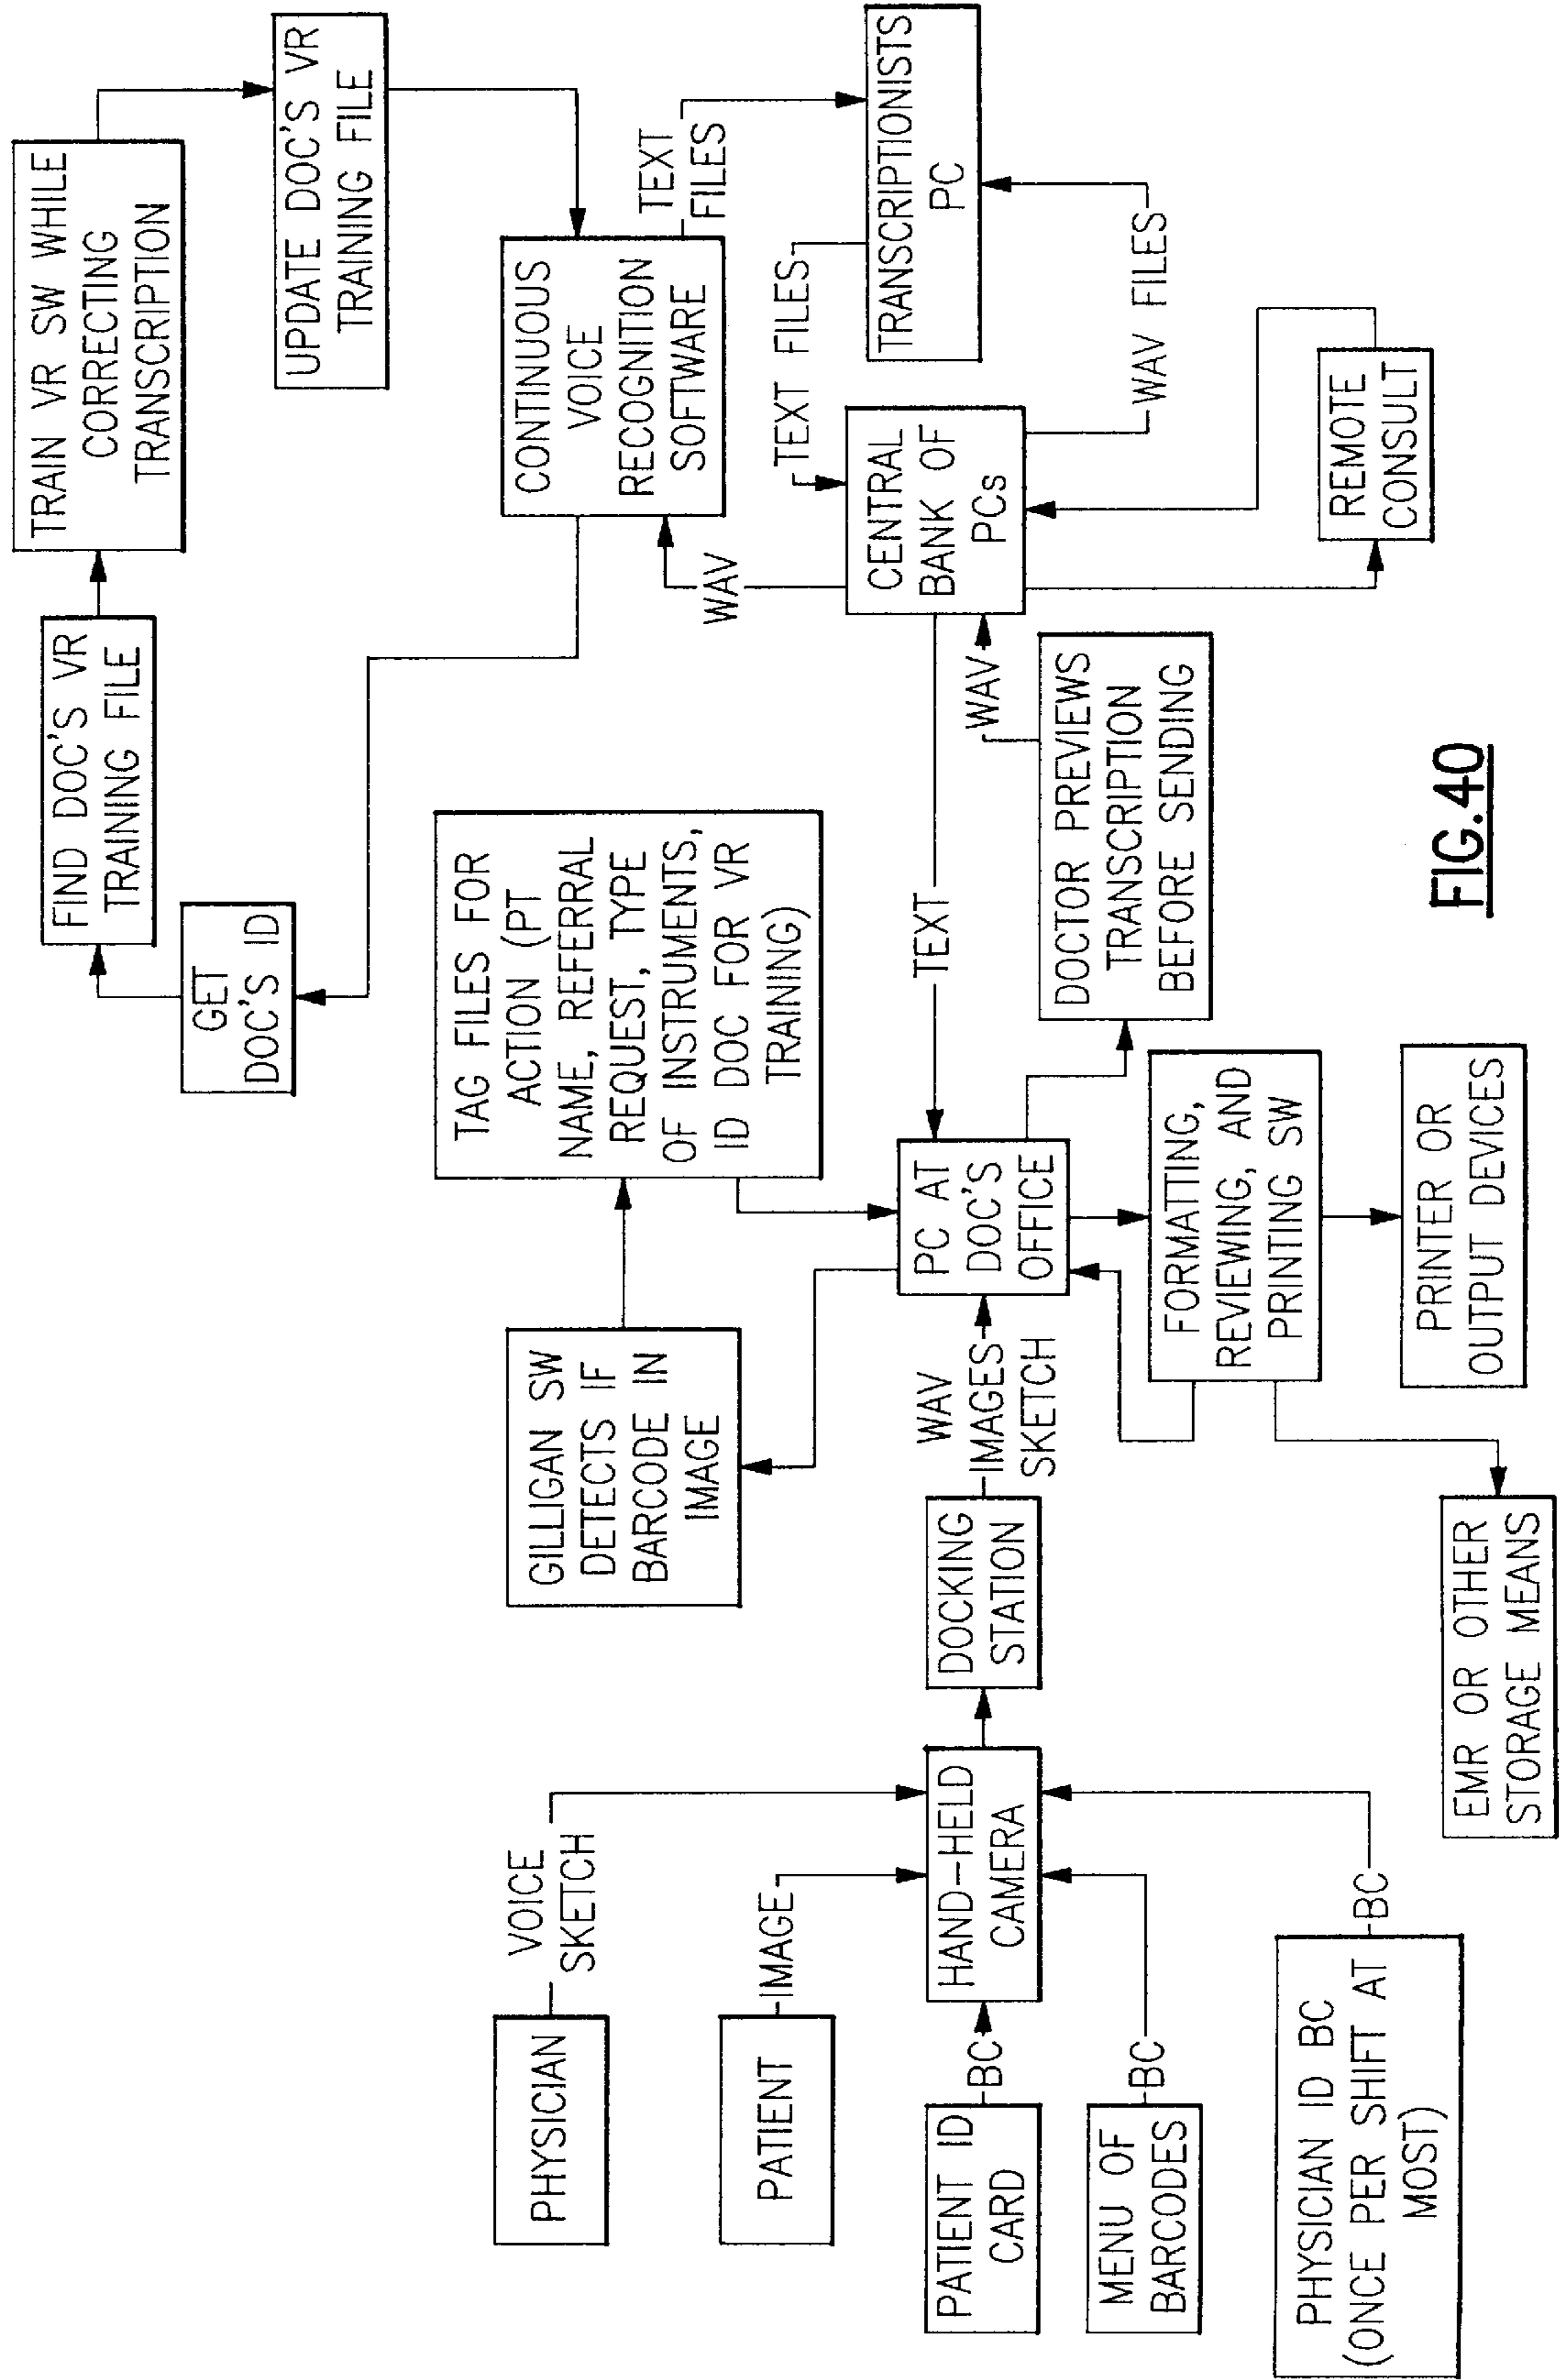 PHYSICIAN
VOICE
SKETCH
PATIENT
IMAGE
PATIENT ID
CARD
BC
MENU OF
BARCODES
BC
PHYSICIAN ID BC
(ONCE PER SHIFT AT
MOST)
BC
HAND-HELD
CAMERA
DOCKING
STATION
WAV
IMAGES
SKETCH
EMR OR OTHER
STORAGE MEANS
GILLIGAN SW
DETECTS IF
BARCODE IN
IMAGE
TAG FILES FOR
ACTION (PT
NAME, REFERRAL
REQUEST, TYPE
OF INSTRUMENTS,
ID DOC FOR VR
TRAINING)
PC AT
DOC'S
OFFICE
FORMATTING,
REVIEWING, AND
PRINTING SW
PRINTER OR
OUTPUT DEVICES
TEXT
DOCTOR PREVIEWS
TRANSCRIPTION
BEFORE SENDING
WAV
GET
DOC'S ID
FIND DOC'S VR
TRAINING FILE
TRAIN VR SW WHILE
CORRECTING
TRANSCRIPTION
UPDATE DOC'S VR
TRAINING FILE
CONTINUOUS
VOICE
RECOGNITION
SOFTWARE
WAV
TEXT
FILES
CENTRAL
BANK OF
PCs
TEXT FILES
TRANSCRIPTIONISTS
PC
WAV FILES
REMOTE
CONSULT
FIG.40